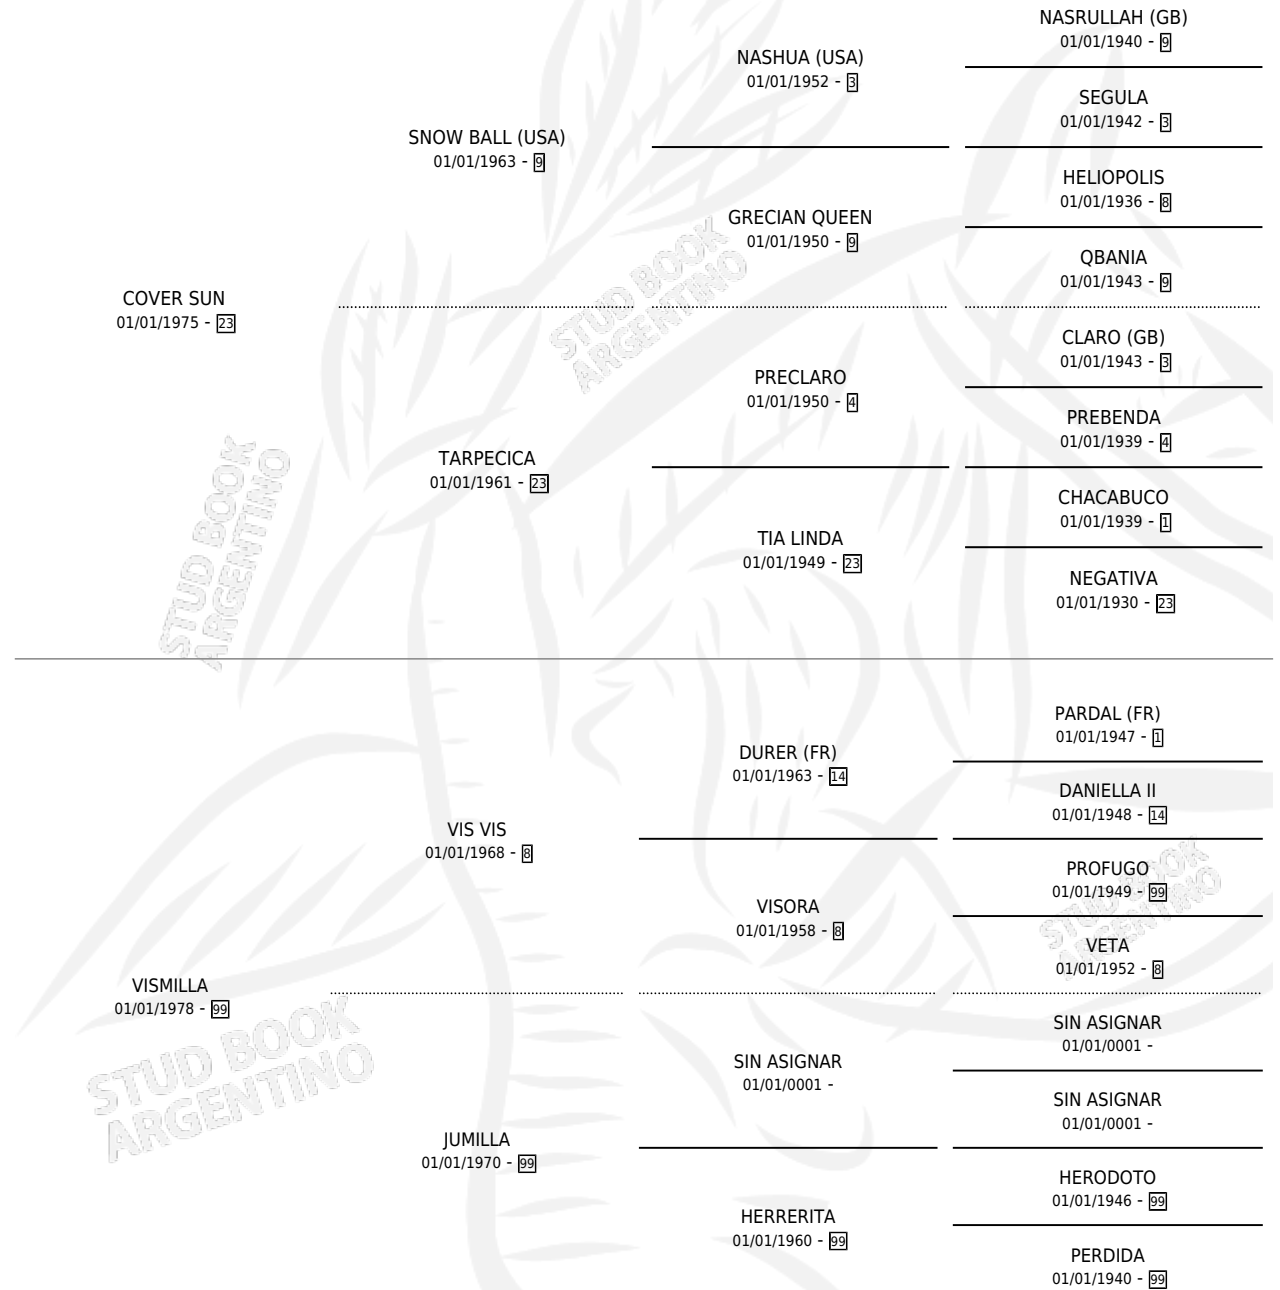 NASRULLAH (GB)
01/01/1940 - 9
NASHUA (USA)
01/01/1952 - 3
SEGULA
01/01/1942 - 3
SNOW BALL (USA)
01/01/1963 - 9
HELIOPOLIS
01/01/1936 - 8
GRECIAN QUEEN
01/01/1950 - 9
QBANIA
01/01/1943 - 9
COVER SUN
01/01/1975 - 23
CLARO (GB)
01/01/1943 - 3
PRECLARO
01/01/1950 - 4
PREBENDA
01/01/1939 - 4
TARPECICA
01/01/1961 - 23
CHACABUCO
01/01/1939 - 1
TIA LINDA
01/01/1949 - 23
NEGATIVA
01/01/1930 - 23
PARDAL (FR)
01/01/1947 - 1
DURER (FR)
01/01/1963 - 14
DANIELLA II
01/01/1948 - 14
VIS VIS
01/01/1968 - 8
PROFUGO
01/01/1949 - 99
VISORA
01/01/1958 - 8
VETA
01/01/1952 - 8
VISMILLA
01/01/1978 - 99
SIN ASIGNAR
01/01/0001 -
SIN ASIGNAR
01/01/0001 -
SIN ASIGNAR
01/01/0001 -
JUMILLA
01/01/1970 - 99
HERODOTO
01/01/1946 - 99
HERRERITA
01/01/1960 - 99
PERDIDA
01/01/1940 - 99
STUD BOOK
ARGENTINO
STUD BOOK
ARGENTINO
STUD BOOK
ARGENTINO
STUD BOOK
ARGENTINO